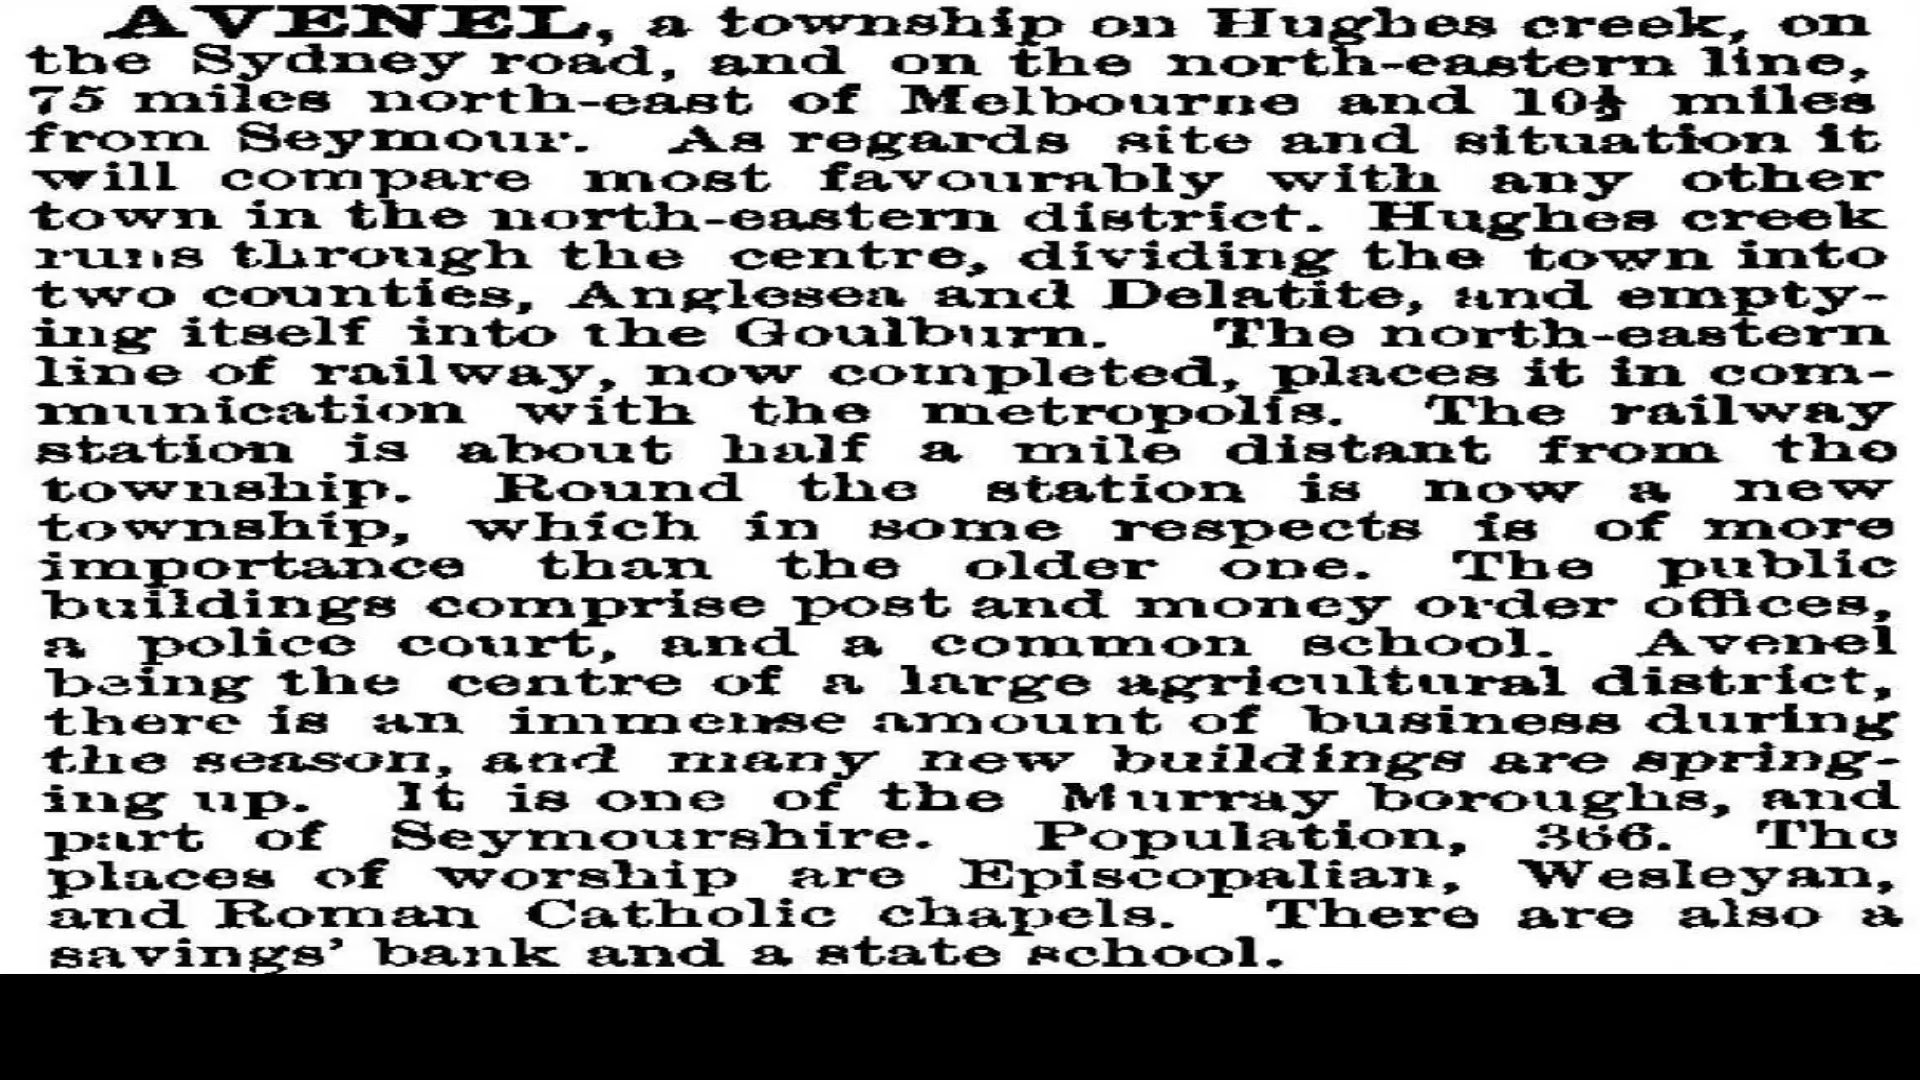 AVENEL, a township on Hughes creek, on
the Sydney road, and on the north-eastern line,
75 miles north-east of Melbourne and 10½ miles
from Seymour. As regards site and situation it
will compare most favourably with any other
town in the north-eastern district. Hughes creek
runs through the centre, dividing the town into
two counties, Anglesea and Delatite, and empty-
ing itself into the Goulburn. The north-eastern
line of railway, now completed, places it in com-
munication with the metropolis. The railway
station is about half a mile distant from the
township. Round the station is now a new
township, which in some respects is of more
importance than the older one. The public
buildings comprise post and money order offices,
a police court, and a common school. Avenel
being the centre of a large agricultural district,
there is an immense amount of business during
the season, and many new buildings are spring-
ing up. It is one of the Murray boroughs, and
part of Seymourshire. Population, 366. The
places of worship are Episcopalian, Wesleyan,
and Roman Catholic chapels. There are also a
savings' bank and a state school.